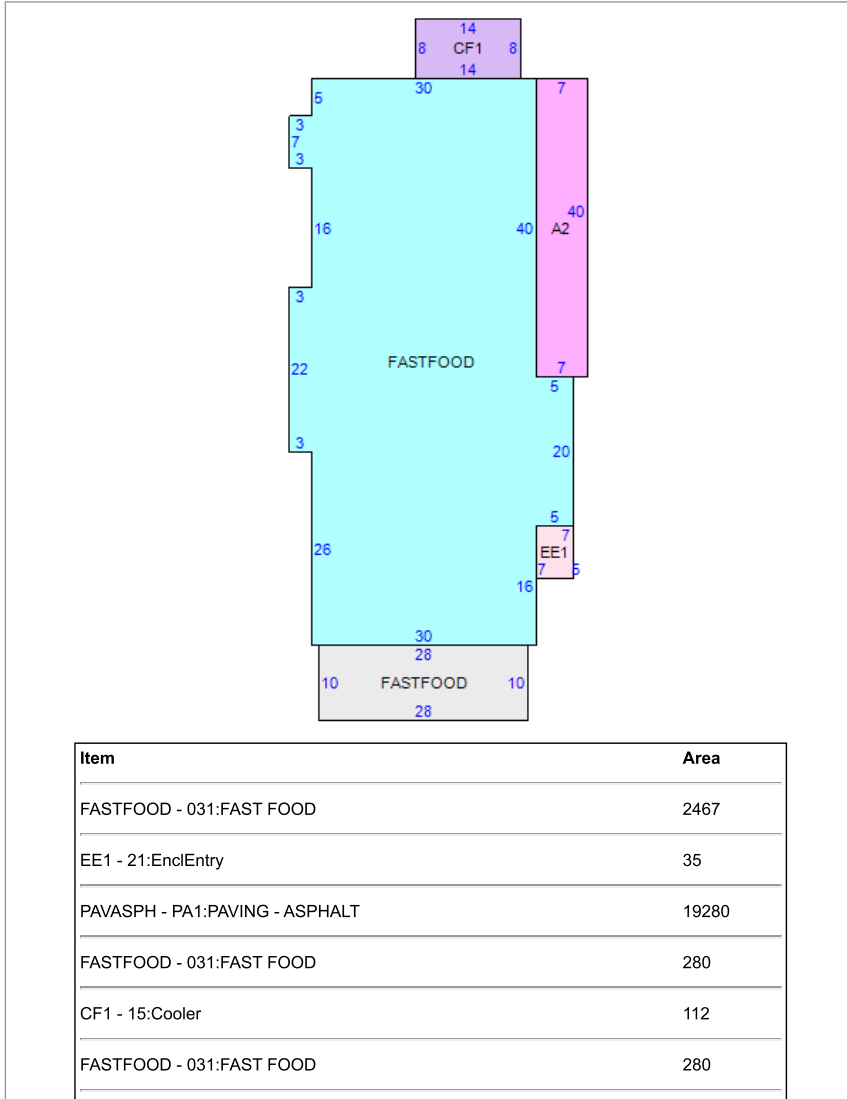 14
8 CF1 8
14
30 7
5
3
7
3
16 40 A2 40
3
FASTFOOD
22
7
5
3 20
5
7
26 EE1
7 5
16
30
28
10 FASTFOOD 10
28
Item Area
FASTFOOD - 031:FAST FOOD 2467
EE1 - 21:EnclEntry 35
PAVASPH - PA1:PAVING - ASPHALT 19280
FASTFOOD - 031:FAST FOOD 280
CF1 - 15:Cooler 112
FASTFOOD - 031:FAST FOOD 280